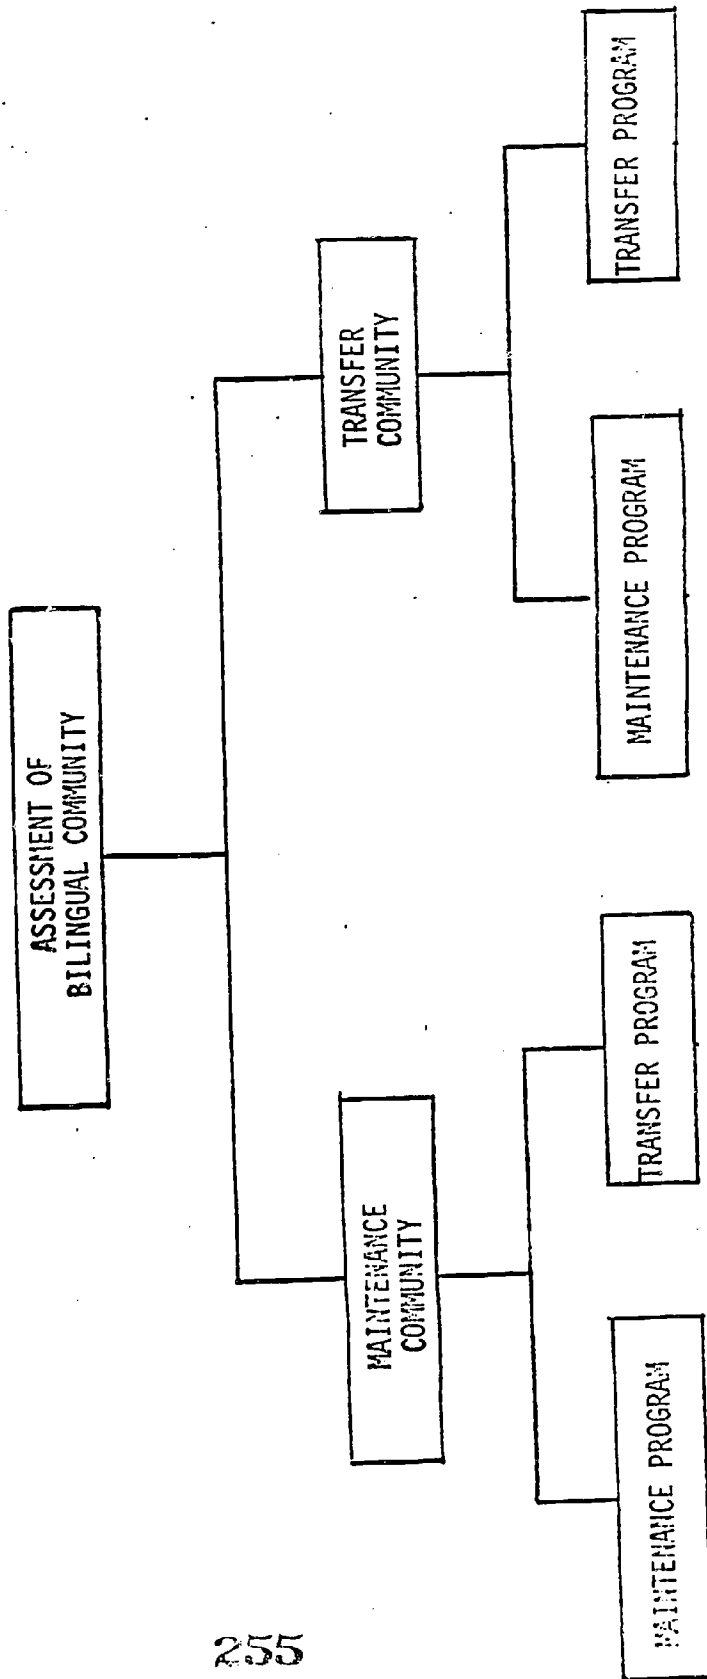 ASSESSMENT OF
BILINGUAL COMMUNITY
MAINTENANCE
COMMUNITY
TRANSFER
COMMUNITY
MAINTENANCE PROGRAM
TRANSFER PROGRAM
MAINTENANCE PROGRAM
TRANSFER PROGRAM
255